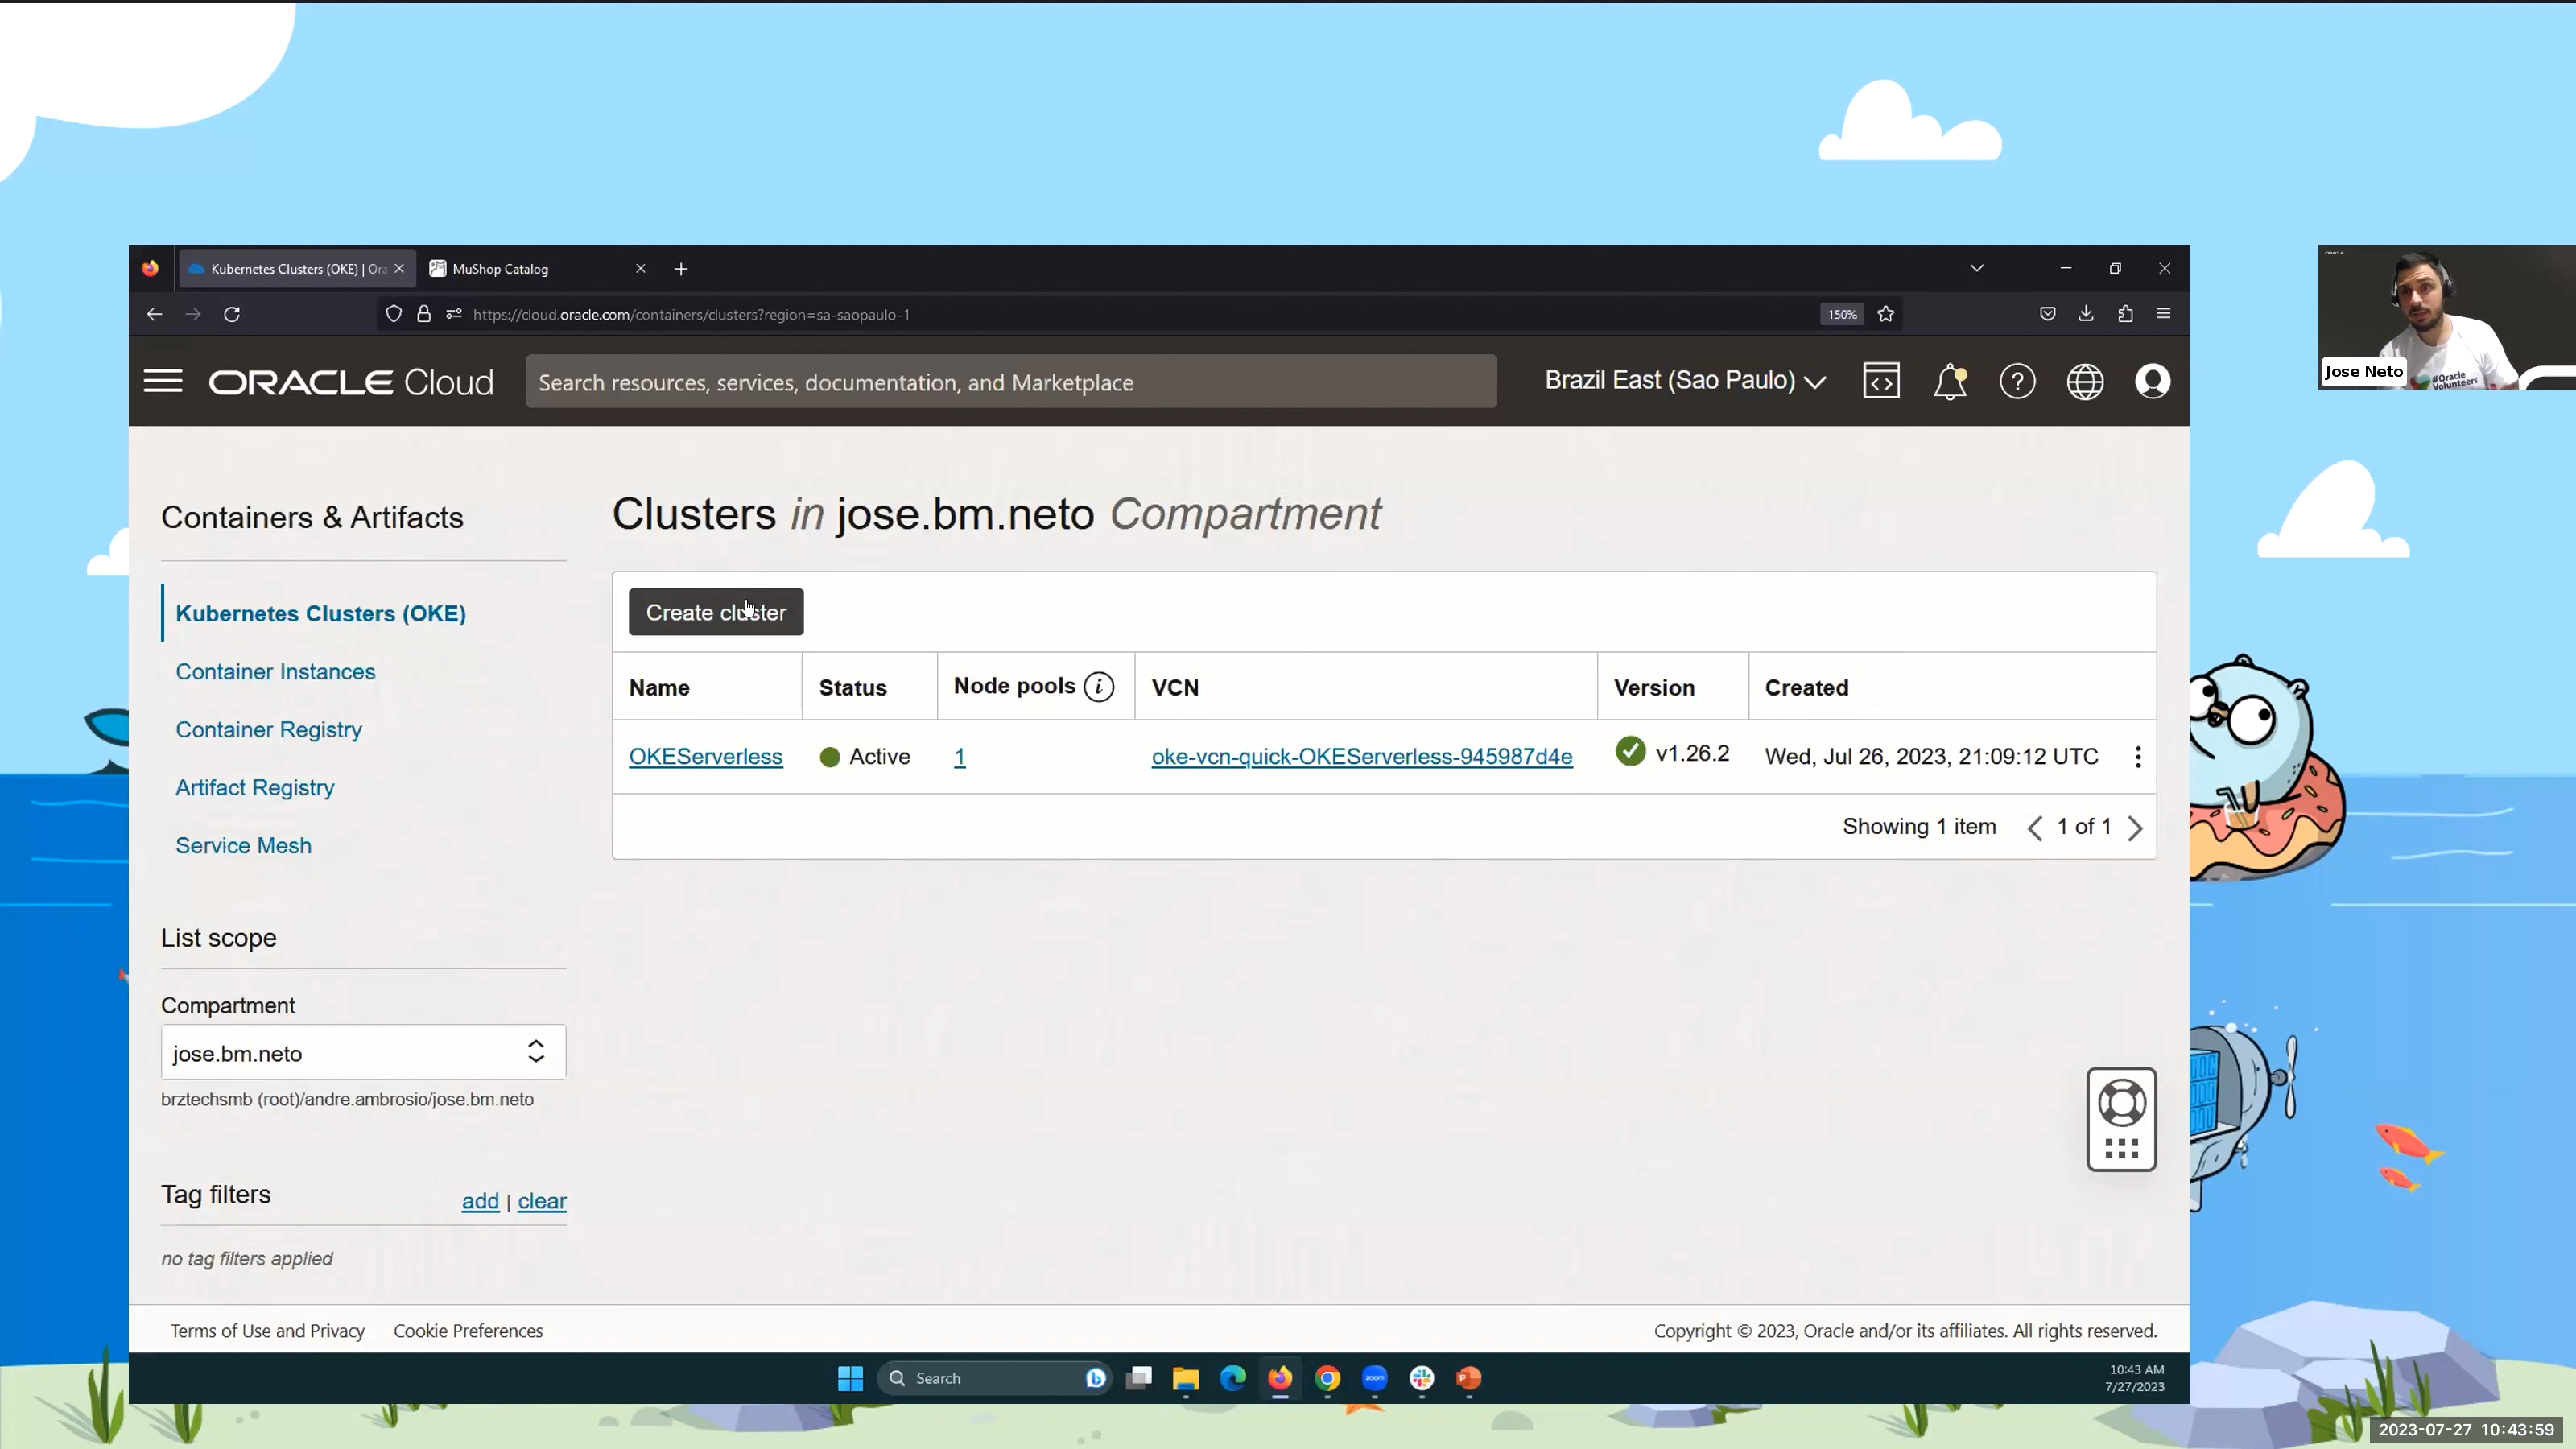 Kubernetes Clusters (OKE) | Ora
MuShop Catalog
https://cloud.oracle.com/containers/clusters?region=sa-saopaulo-1
150%
ORACLE Cloud
Search resources, services, documentation, and Marketplace
Brazil East (Sao Paulo)
ORACLE
Jose Neto
#Oracle
Volunteers
Containers & Artifacts
Kubernetes Clusters (OKE)
Container Instances
Container Registry
Artifact Registry
Service Mesh
List scope
Compartment
jose.bm.neto
brztechsmb (root)/andre.ambrosio/jose.bm.neto
Tag filters
add | clear
no tag filters applied
Clusters in jose.bm.neto Compartment
Create cluster
Name Status Node pools i VCN Version Created
OKEServerless Active 1 oke-vcn-quick-OKEServerless-945987d4e v1.26.2 Wed, Jul 26, 2023, 21:09:12 UTC
Showing 1 item 1 of 1
Terms of Use and Privacy Cookie Preferences
Copyright © 2023, Oracle and/or its affiliates. All rights reserved.
Search
zoom
10:43 AM
7/27/2023
2023-07-27 10:43:59